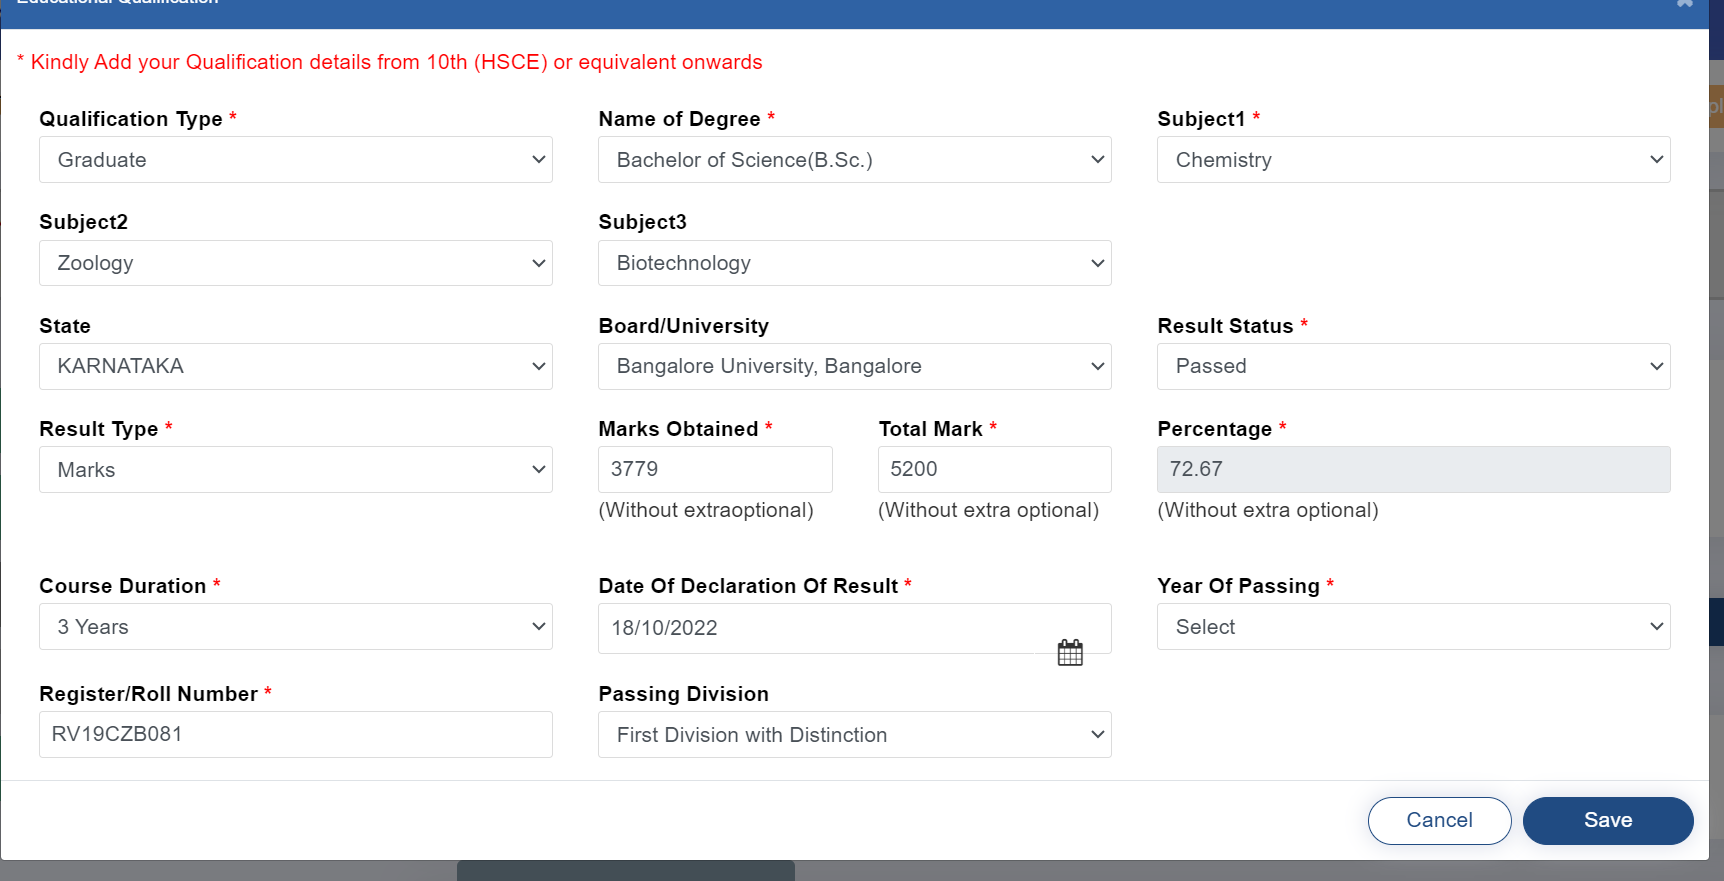 Educational Qualification
* Kindly Add your Qualification details from 10th (HSCE) or equivalent onwards
Qualification Type *
Name of Degree *
Subject1 *
Graduate
Bachelor of Science(B.Sc.)
Chemistry
Subject2
Subject3
Zoology
Biotechnology
State
Board/University
Result Status *
KARNATAKA
Bangalore University, Bangalore
Passed
Result Type *
Marks Obtained *
Total Mark *
Percentage *
Marks
3779
5200
72.67
(Without extraoptional)
(Without extra optional)
(Without extra optional)
Course Duration *
Date Of Declaration Of Result *
Year Of Passing *
3 Years
18/10/2022
Select
Register/Roll Number *
Passing Division
RV19CZB081
First Division with Distinction
Cancel
Save